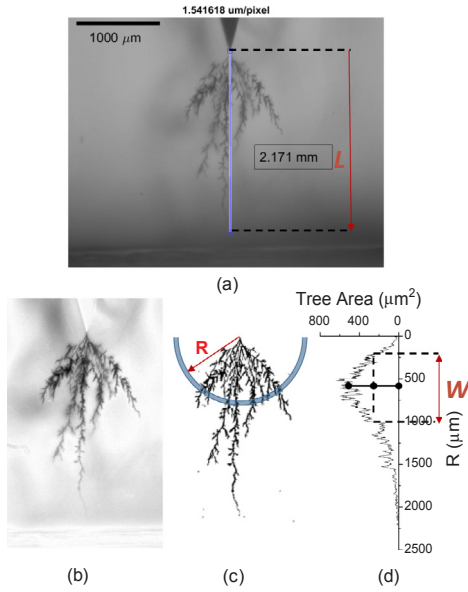 1.541618 um/pixel
1000 μm
2.171 mm L
(a)
Tree Area (μm2)
800 400 0
0
R
500
W
1000
1500
2000
2500
R (μm)
(b) (c) (d)